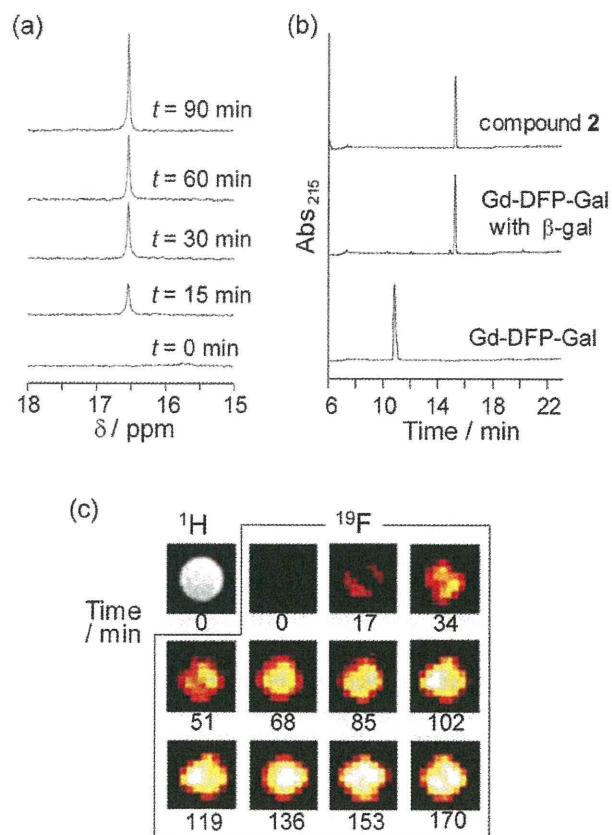 (a)
t = 90 min
t = 60 min
t = 30 min
t = 15 min
t = 0 min
18 17 16 15
δ / ppm
(b)
Abs215
compound 2
Gd-DFP-Gal
with β-gal
Gd-DFP-Gal
6 10 14 18 22
Time / min
(c)
1H 19F
Time
/ min
0 0 17 34
51 68 85 102
119 136 153 170